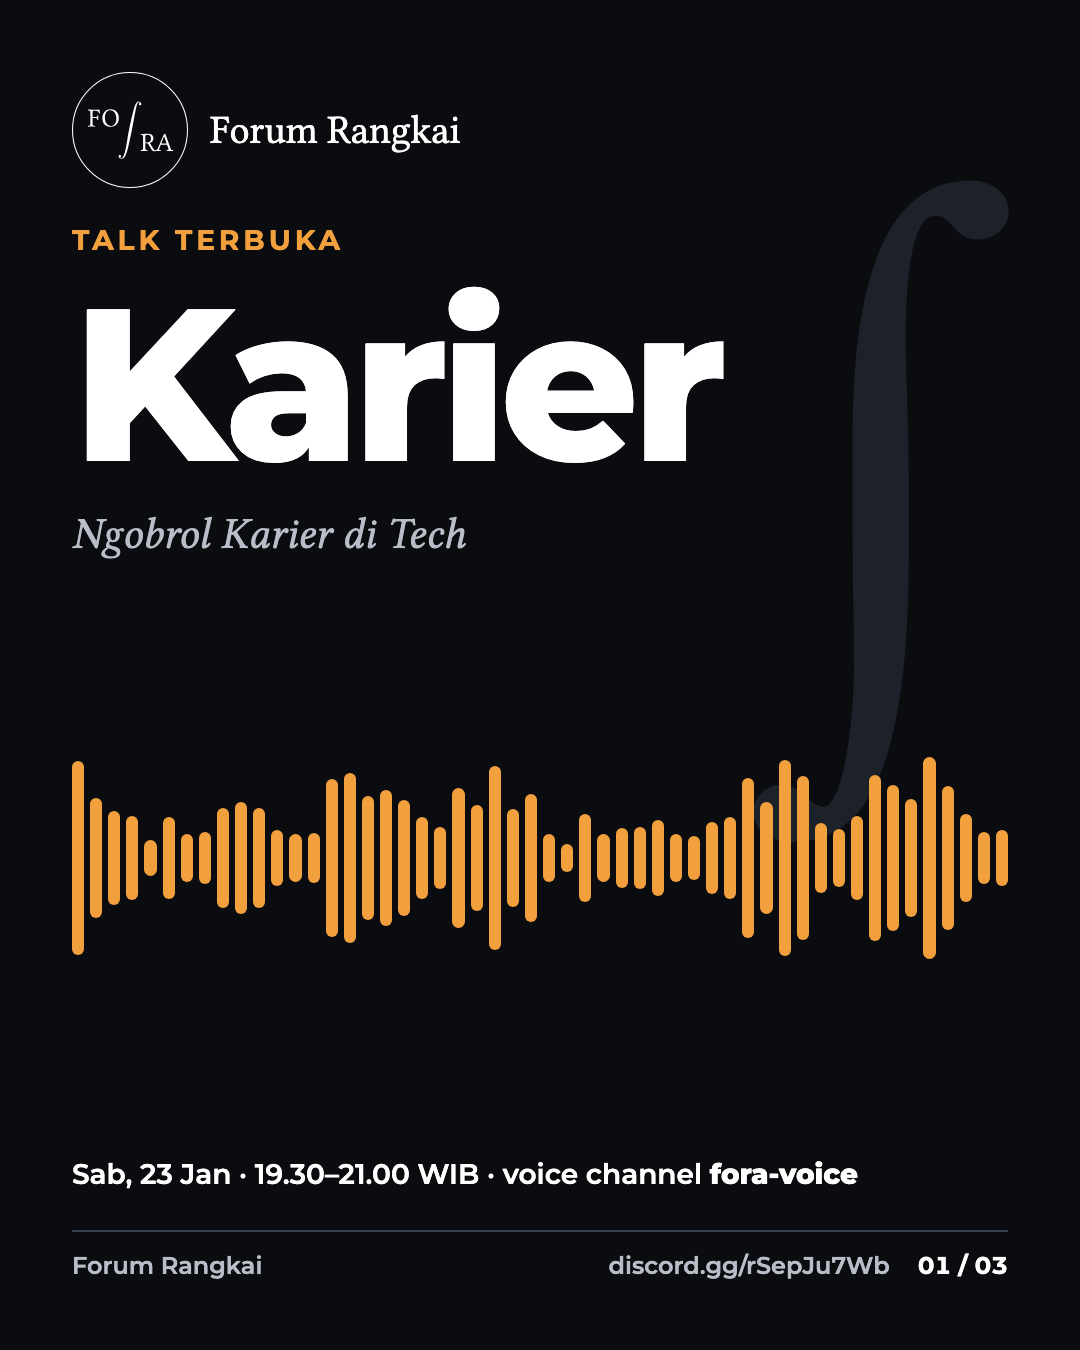 FO∫RA
Forum Rangkai
TALK TERBUKA
Karier
Ngobrol Karier di Tech
Sab, 23 Jan · 19.30–21.00 WIB · voice channel fora-voice
Forum Rangkai discord.gg/rSepJu7Wb 01 / 03